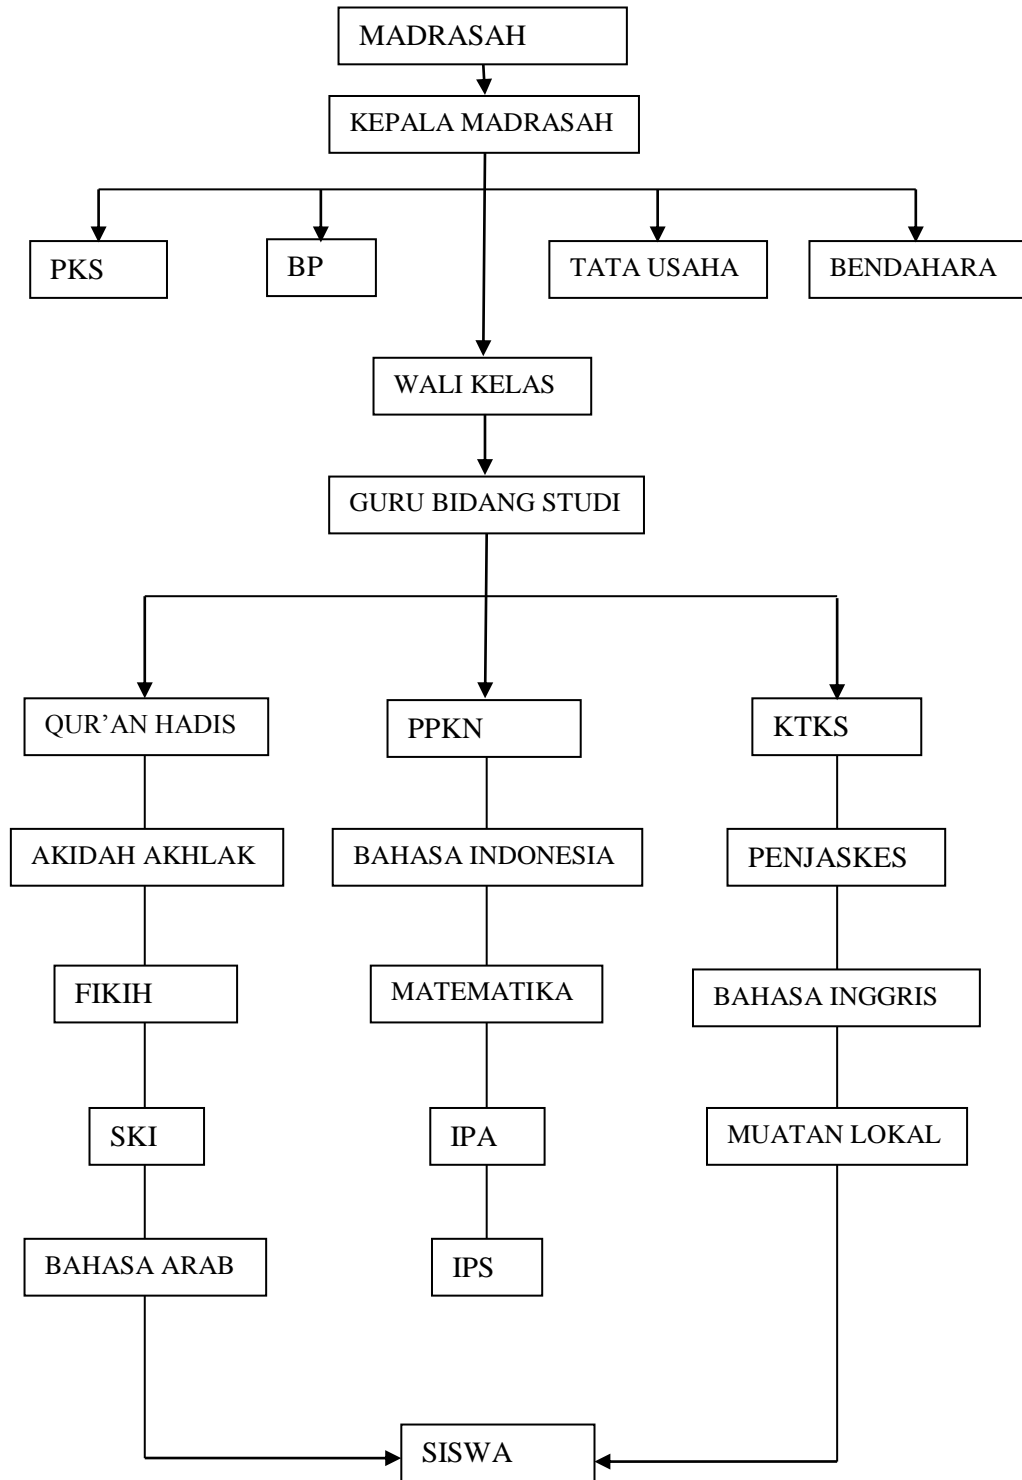 MADRASAH
KEPALA MADRASAH
PKS
BP
TATA USAHA
BENDAHARA
WALI KELAS
GURU BIDANG STUDI
QUR’AN HADIS
PPKN
KTKS
AKIDAH AKHLAK
BAHASA INDONESIA
PENJASKES
FIKIH
MATEMATIKA
BAHASA INGGRIS
SKI
IPA
MUATAN LOKAL
BAHASA ARAB
IPS
SISWA